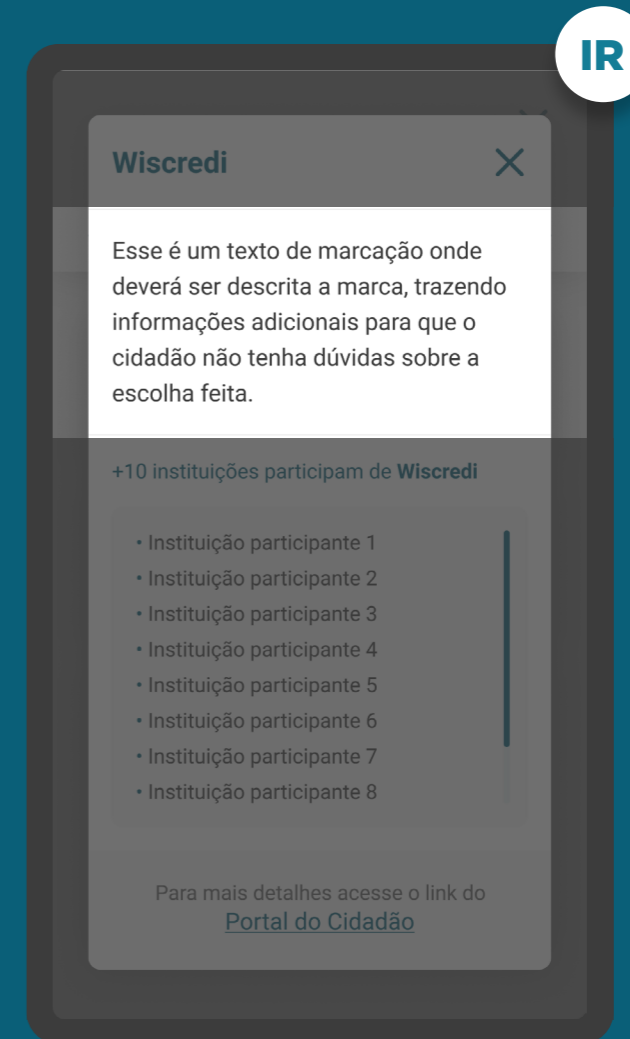 IR
Wiscredi
Esse é um texto de marcação onde
deverá ser descrita a marca, trazendo
informações adicionais para que o
cidadão não tenha dúvidas sobre a
escolha feita.
+10 instituições participam de Wiscredi
• Instituição participante 1
• Instituição participante 2
• Instituição participante 3
• Instituição participante 4
• Instituição participante 5
• Instituição participante 6
• Instituição participante 7
• Instituição participante 8
Para mais detalhes acesse o link do
Portal do Cidadão